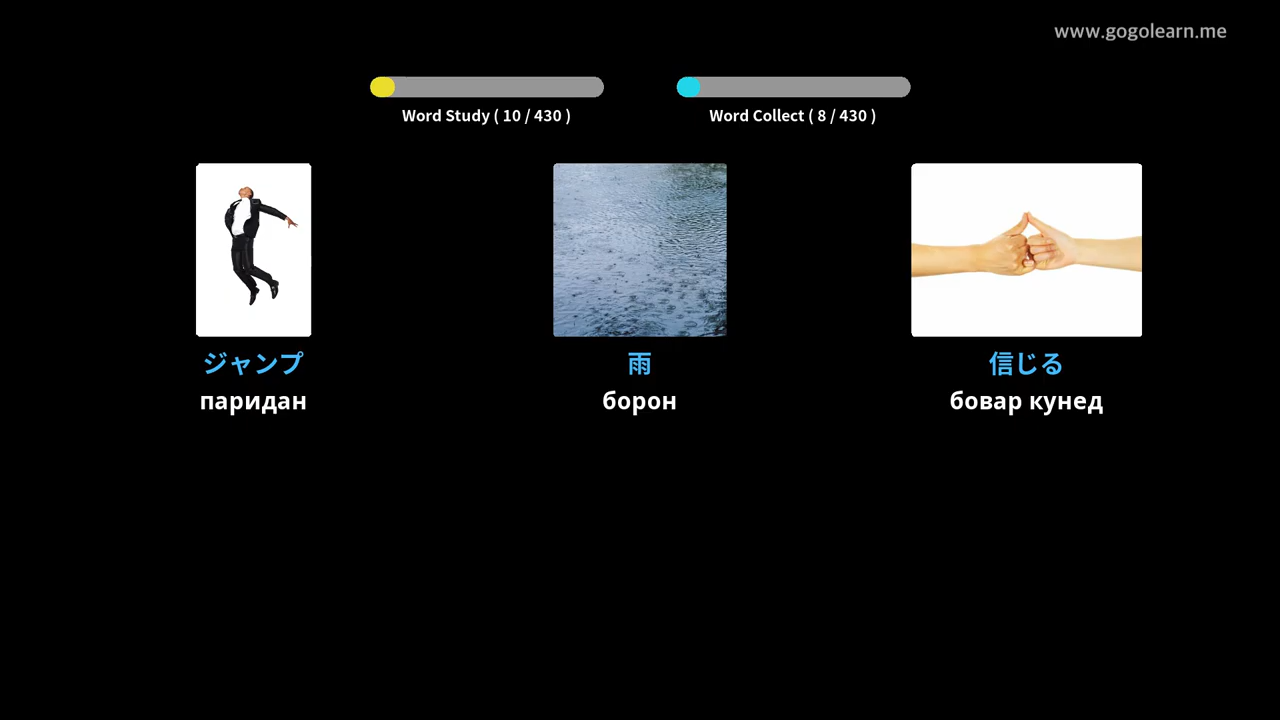 www.gogolearn.me
Word Study ( 10 / 430 )
Word Collect ( 8 / 430 )
ジャンプ
паридан
雨
борон
信じる
бовар кунед